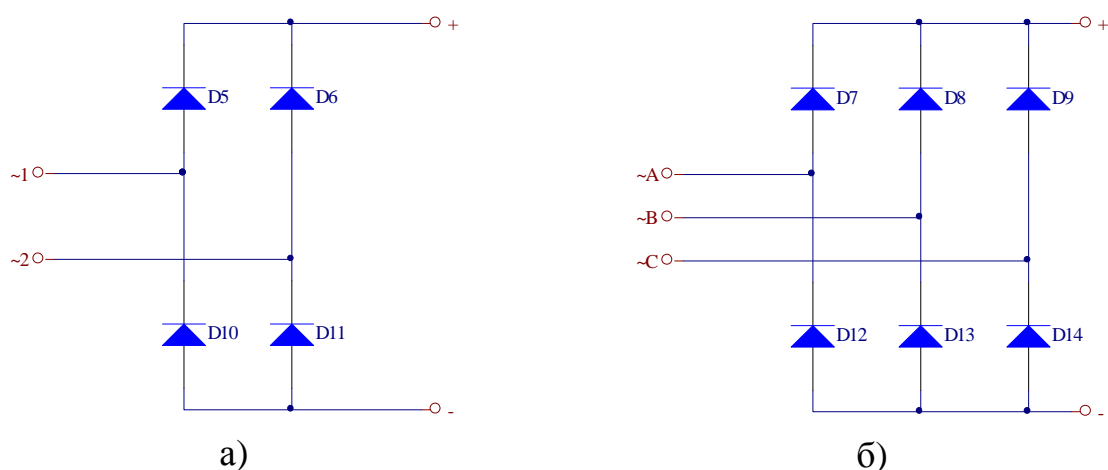 + +
D5 D6 D7 D8 D9
~1 ~A
~B
~2 ~C
D10 D11 D12 D13 D14
- -
а) б)